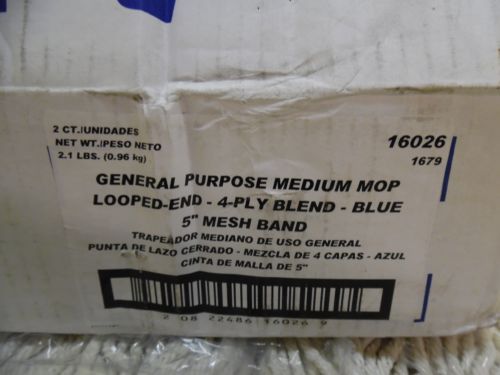 2 CT./UNIDADES
NET WT./PESO NETO
2.1 LBS. (0.96 kg)
16026
1679
GENERAL PURPOSE MEDIUM MOP
LOOPED-END - 4-PLY BLEND - BLUE
5" MESH BAND
TRAPEADOR MEDIANO DE USO GENERAL
PUNTA DE LAZO CERRADO - MEZCLA DE 4 CAPAS - AZUL
CINTA DE MALLA DE 5"
2 08 22486 16026 9